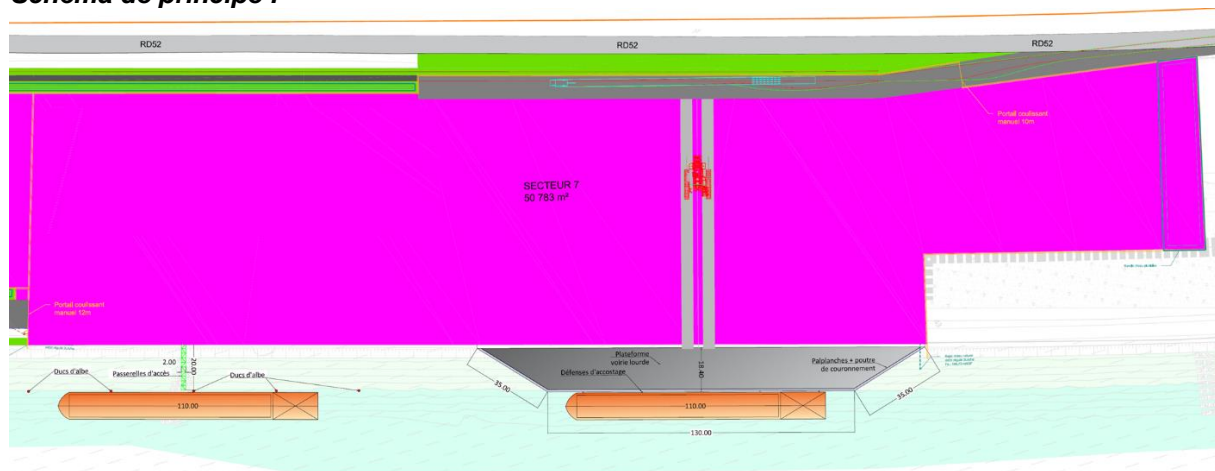 Schéma de principe :
RD52
RD52
RD52
Portail coulissant
manuel 10m
SECTEUR 7
50 783 m²
Portail coulissant
manuel 12m
2.00
20.00
Passerelles d'accès
Ducs d'albe
Ducs d'albe
110.00
Plateforme
voirie lourde
18.40
Défenses d'accostage
Palplanches + poutre
de couronnement
35.00
35.00
110.00
130.00